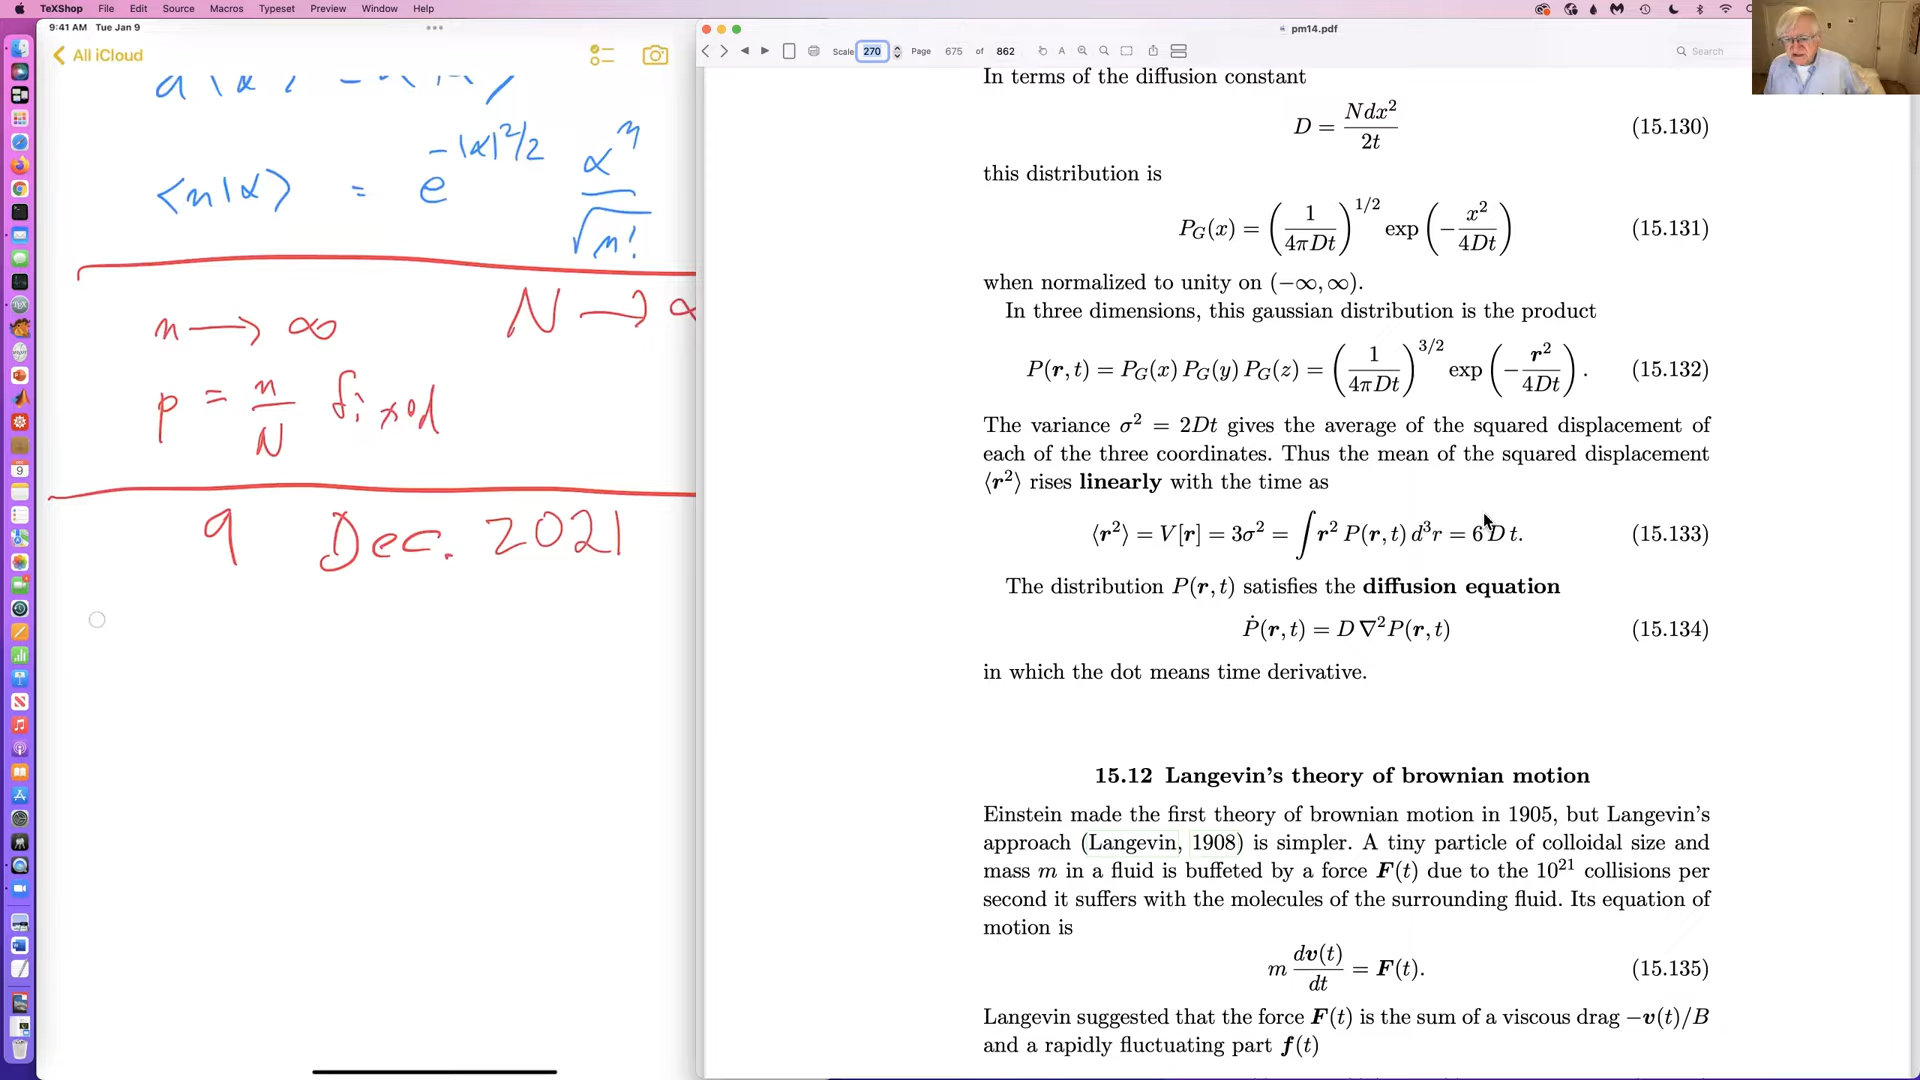 TeXShop File Edit Source Macros Typeset Preview Window Help
9:41 AM Tue Jan 9
All iCloud
⟨n|α⟩ = e^{-|α|²/2} αⁿ/√n!
n → ∞ N → ∞
p = n/N fixed
9 Dec. 2021
pm14.pdf
Scale 270 Page 675 of 862 Search
In terms of the diffusion constant
D = Ndx²/2t (15.130)
this distribution is
P_G(x) = (1/4πDt)^{1/2} exp(−x²/4Dt) (15.131)
when normalized to unity on (−∞, ∞).
In three dimensions, this gaussian distribution is the product
P(r, t) = P_G(x) P_G(y) P_G(z) = (1/4πDt)^{3/2} exp(−r²/4Dt). (15.132)
The variance σ² = 2Dt gives the average of the squared displacement of
each of the three coordinates. Thus the mean of the squared displacement
⟨r²⟩ rises linearly with the time as
⟨r²⟩ = V[r] = 3σ² = ∫ r² P(r, t) d³r = 6 D t. (15.133)
The distribution P(r, t) satisfies the diffusion equation
Ṗ(r, t) = D ∇²P(r, t) (15.134)
in which the dot means time derivative.
15.12 Langevin's theory of brownian motion
Einstein made the first theory of brownian motion in 1905, but Langevin's
approach (Langevin, 1908) is simpler. A tiny particle of colloidal size and
mass m in a fluid is buffeted by a force F(t) due to the 10²¹ collisions per
second it suffers with the molecules of the surrounding fluid. Its equation of
motion is
m dv(t)/dt = F(t). (15.135)
Langevin suggested that the force F(t) is the sum of a viscous drag −v(t)/B
and a rapidly fluctuating part f(t)